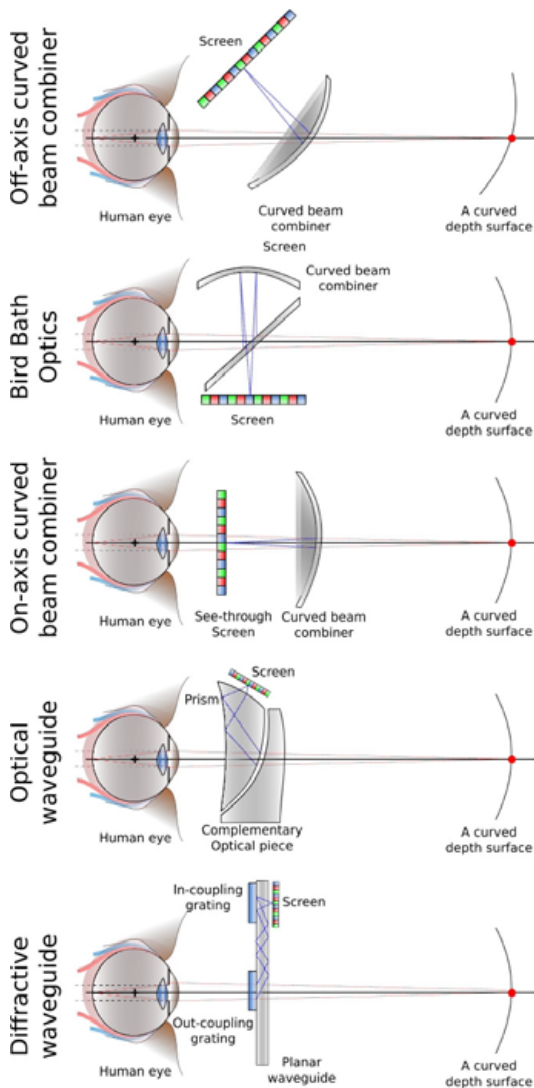 Off-axis curved
beam combiner
Screen
Human eye
Curved beam
combiner
A curved
depth surface
Bird Bath
Optics
Screen
Curved beam
combiner
Human eye
Screen
A curved
depth surface
On-axis curved
beam combiner
Human eye
See-through
Screen
Curved beam
combiner
A curved
depth surface
Optical
waveguide
Screen
Prism
Human eye
Complementary
Optical piece
A curved
depth surface
Diffractive
waveguide
In-coupling
grating
Screen
Out-coupling
grating
Human eye
Planar
waveguide
A curved
depth surface